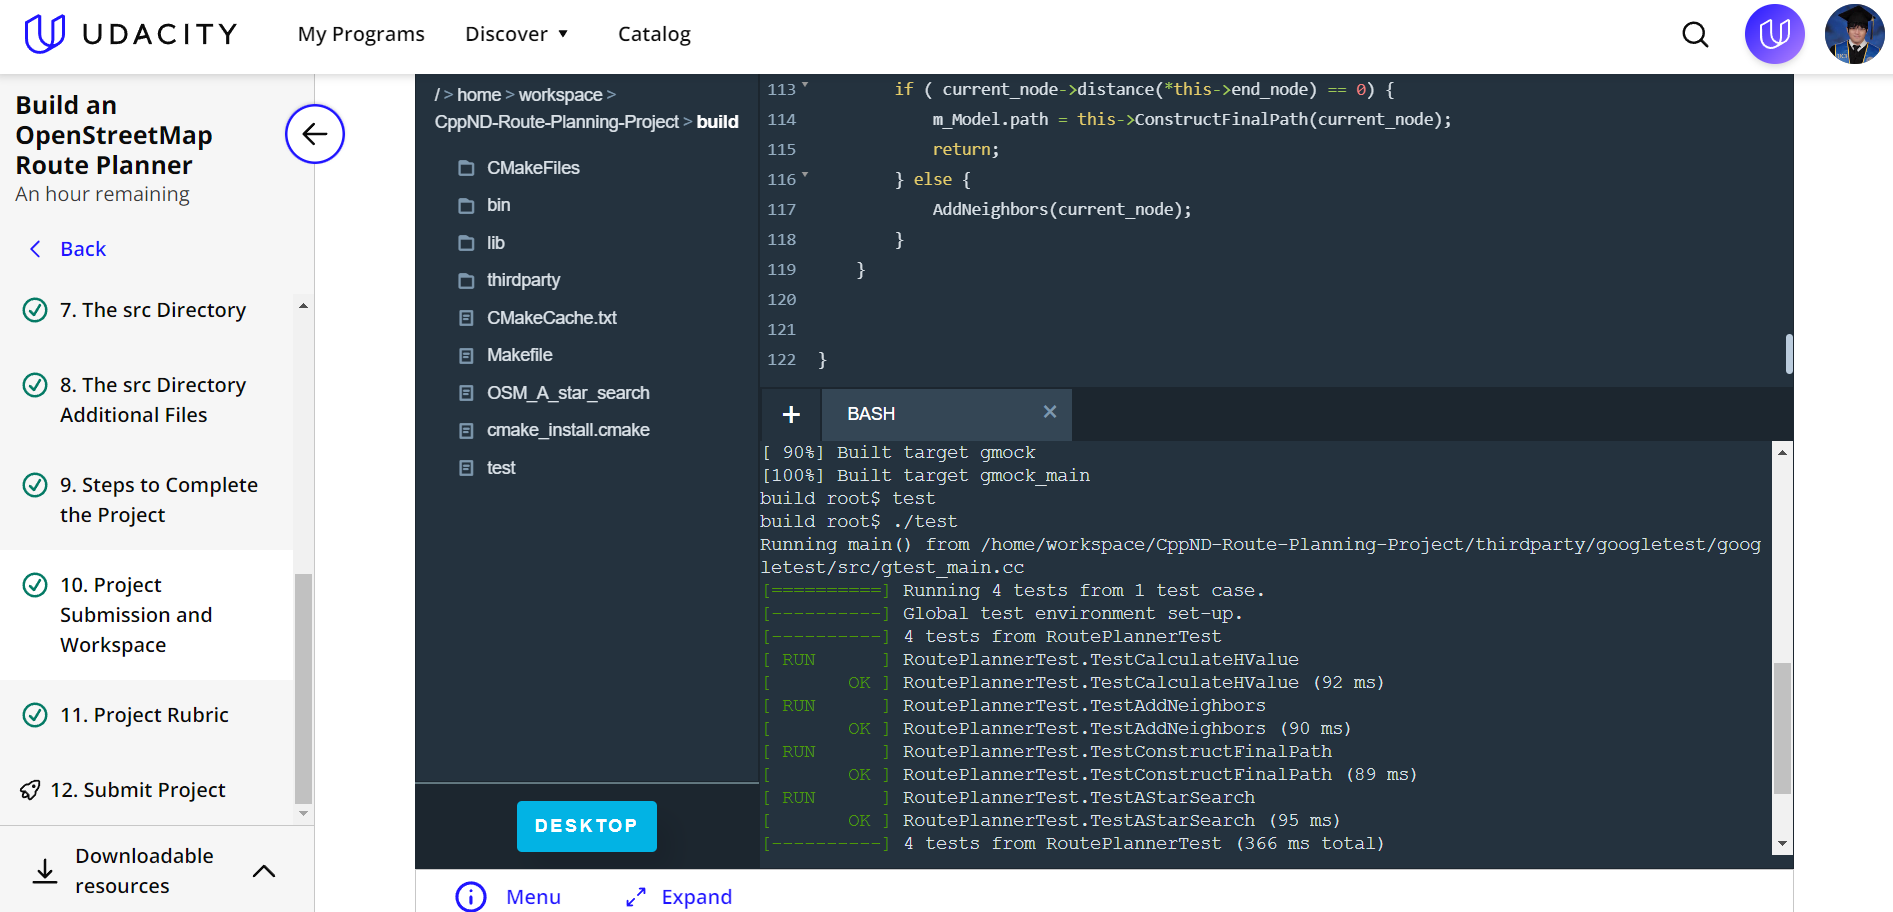 UDACITY
My Programs
Discover ▼
Catalog
Build an
OpenStreetMap
Route Planner
An hour remaining
Back
7. The src Directory
8. The src Directory
Additional Files
9. Steps to Complete
the Project
10. Project
Submission and
Workspace
11. Project Rubric
12. Submit Project
Downloadable
resources
/ > home > workspace >
CppND-Route-Planning-Project > build
CMakeFiles
bin
lib
thirdparty
CMakeCache.txt
Makefile
OSM_A_star_search
cmake_install.cmake
test
DESKTOP
113 if ( current_node->distance(*this->end_node) == 0) {
114 m_Model.path = this->ConstructFinalPath(current_node);
115 return;
116 } else {
117 AddNeighbors(current_node);
118 }
119 }
120
121
122 }
+ BASH ×
[ 90%] Built target gmock
[100%] Built target gmock_main
build root$ test
build root$ ./test
Running main() from /home/workspace/CppND-Route-Planning-Project/thirdparty/googletest/goog
letest/src/gtest_main.cc
[==========] Running 4 tests from 1 test case.
[----------] Global test environment set-up.
[----------] 4 tests from RoutePlannerTest
[ RUN      ] RoutePlannerTest.TestCalculateHValue
[       OK ] RoutePlannerTest.TestCalculateHValue (92 ms)
[ RUN      ] RoutePlannerTest.TestAddNeighbors
[       OK ] RoutePlannerTest.TestAddNeighbors (90 ms)
[ RUN      ] RoutePlannerTest.TestConstructFinalPath
[       OK ] RoutePlannerTest.TestConstructFinalPath (89 ms)
[ RUN      ] RoutePlannerTest.TestAStarSearch
[       OK ] RoutePlannerTest.TestAStarSearch (95 ms)
[----------] 4 tests from RoutePlannerTest (366 ms total)
Menu
Expand